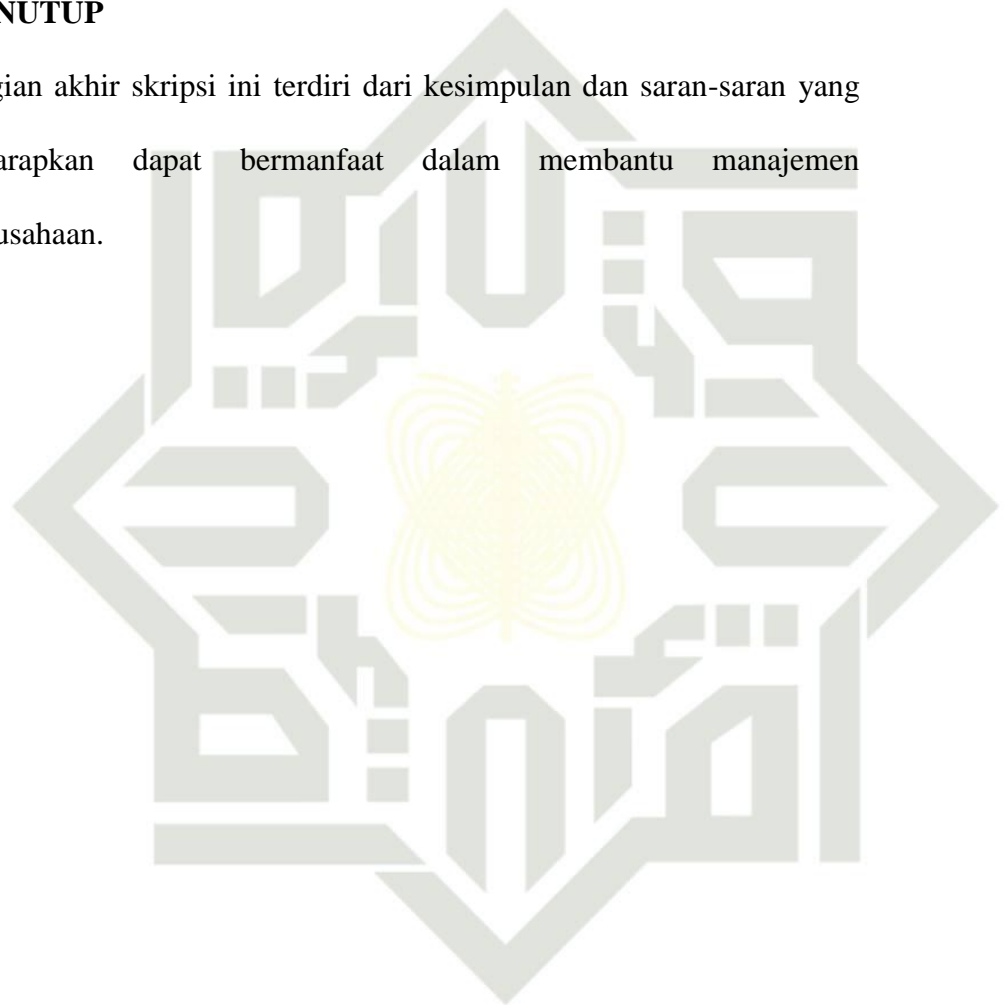 NUTUP
gian akhir skripsi ini terdiri dari kesimpulan dan saran-saran yang
arapkan dapat bermanfaat dalam membantu manajemen
usahaan.